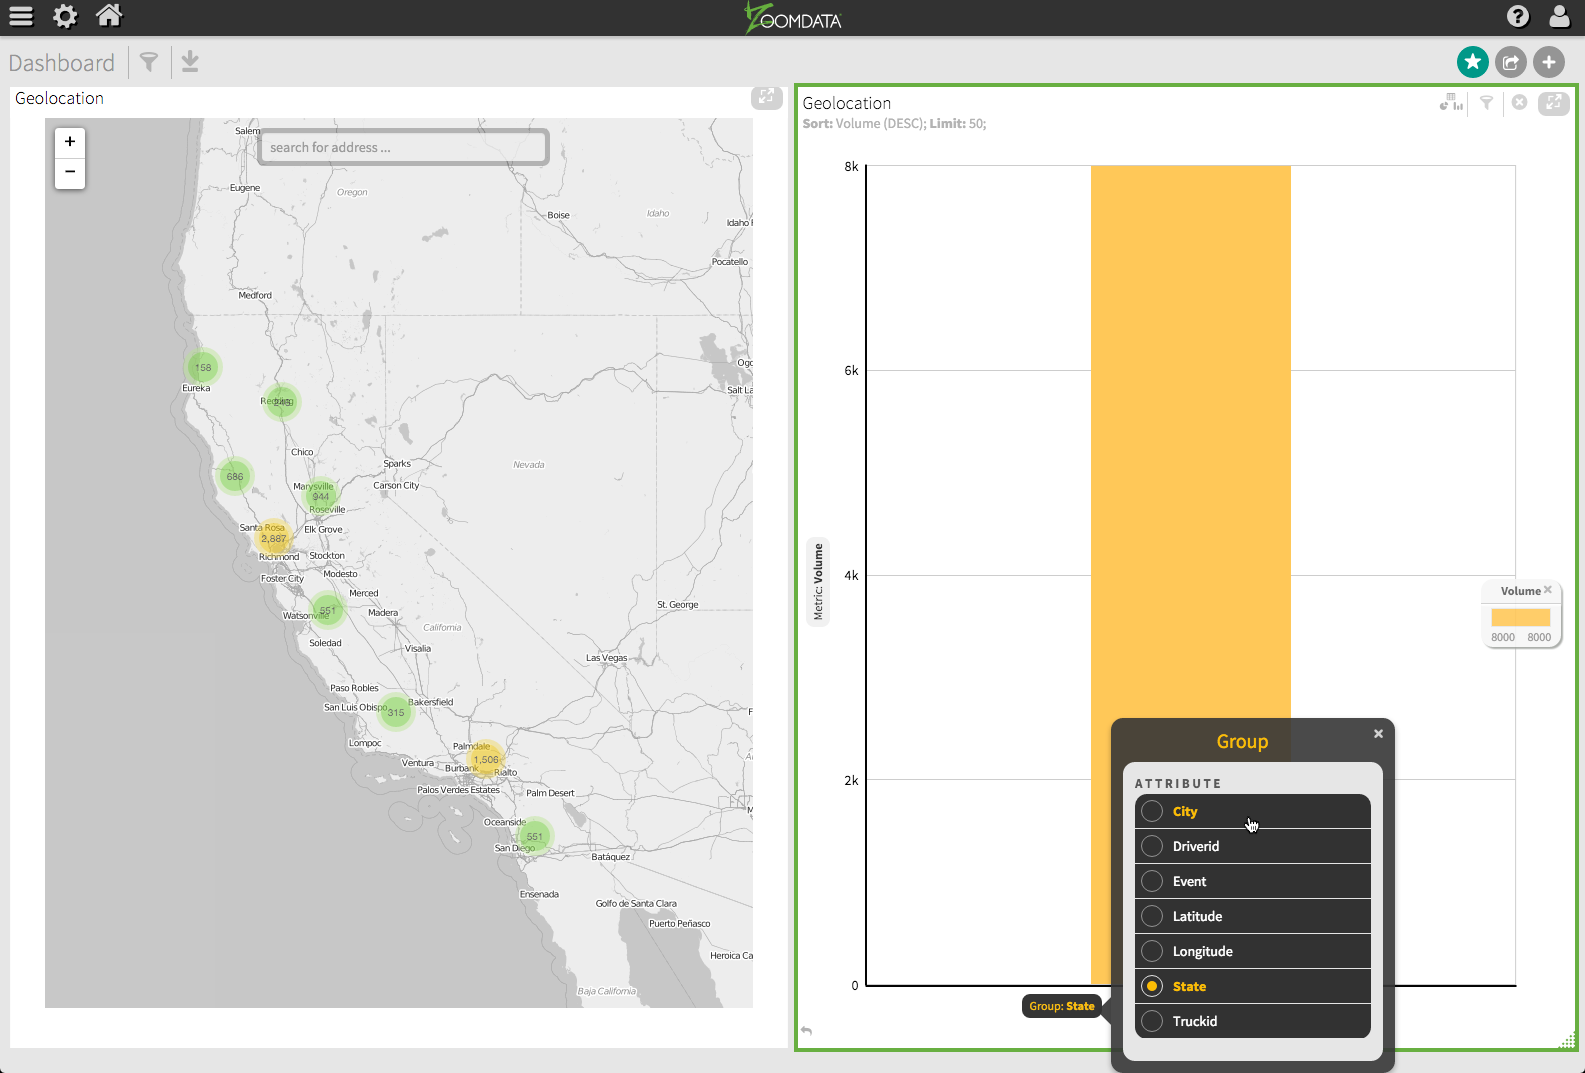 ZOOMDATA
?
Dashboard
Geolocation
+
−
search for address ...
Salem
Eugene
Oregon
Boise
Idaho
Idaho F
Pocatello
Medford
Ogo
Salt La
158
Eureka
Redding
246
Chico
Sparks
Carson City
Nevada
686
Marysville
944
Roseville
Santa Rosa
2,887
Elk Grove
Richmond
Stockton
Foster City
Modesto
Merced
551
Watsonville
Madera
St. George
California
Soledad
Visalia
Las Vegas
Paso Robles
San Luis Obispo
315
Bakersfield
Lompoc
Palmdale
1,506
Ventura
Burbank
Rialto
Palos Verdes Estates
Palm Desert
Oceanside
551
San Diego
Batáquez
Ensenada
Golfo de Santa Clara
Puerto Peñasco
Heroica Ca
Baja California
Geolocation
Sort: Volume (DESC); Limit: 50;
8k
6k
4k
2k
0
Metric: Volume
Volume
8000 8000
Group: State
Group
ATTRIBUTE
City
Driverid
Event
Latitude
Longitude
State
Truckid